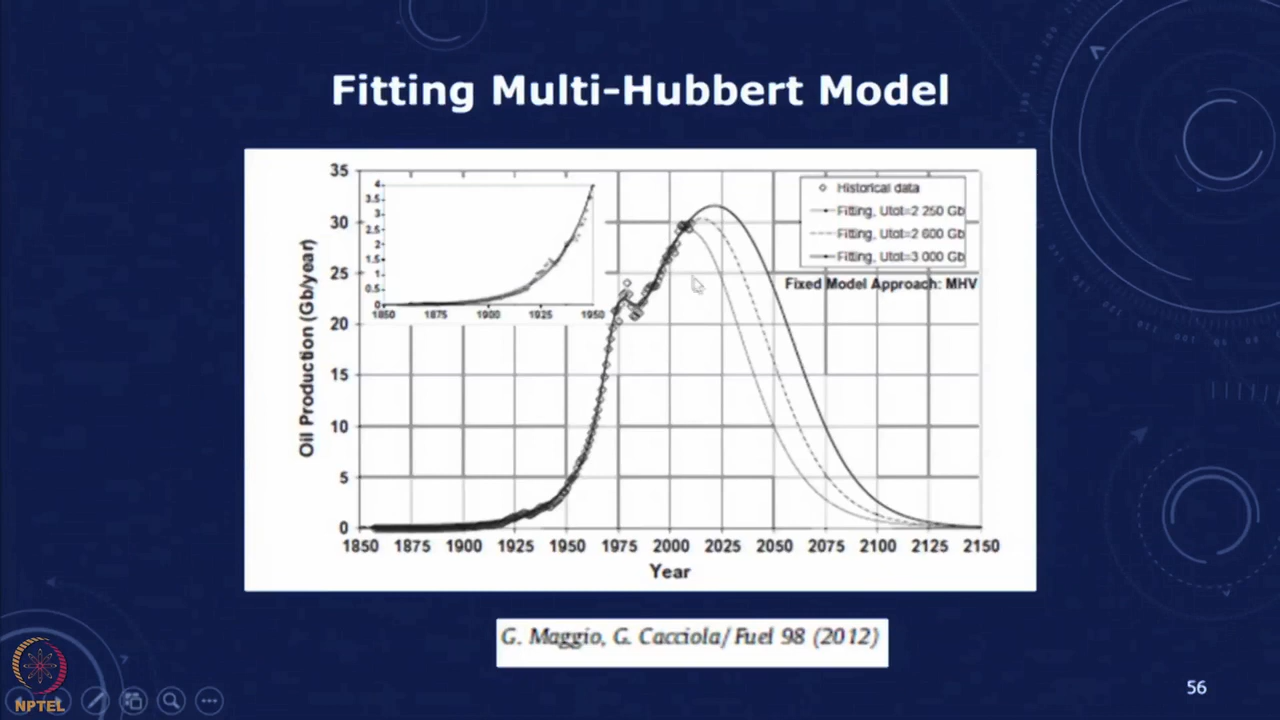 Fitting Multi-Hubbert Model
35
30
25
20
15
10
5
0
Oil Production (Gb/year)
4
3.5
3
2.5
2
1.5
1
0.5
0
1850 1875 1900 1925 1950
Historical data
Fitting, Utot=2 250 Gb
Fitting, Utot=2 600 Gb
Fitting, Utot=3 000 Gb
Fixed Model Approach: MHV
1850 1875 1900 1925 1950 1975 2000 2025 2050 2075 2100 2125 2150
Year
G. Maggio, G. Cacciola/ Fuel 98 (2012)
NPTEL
56